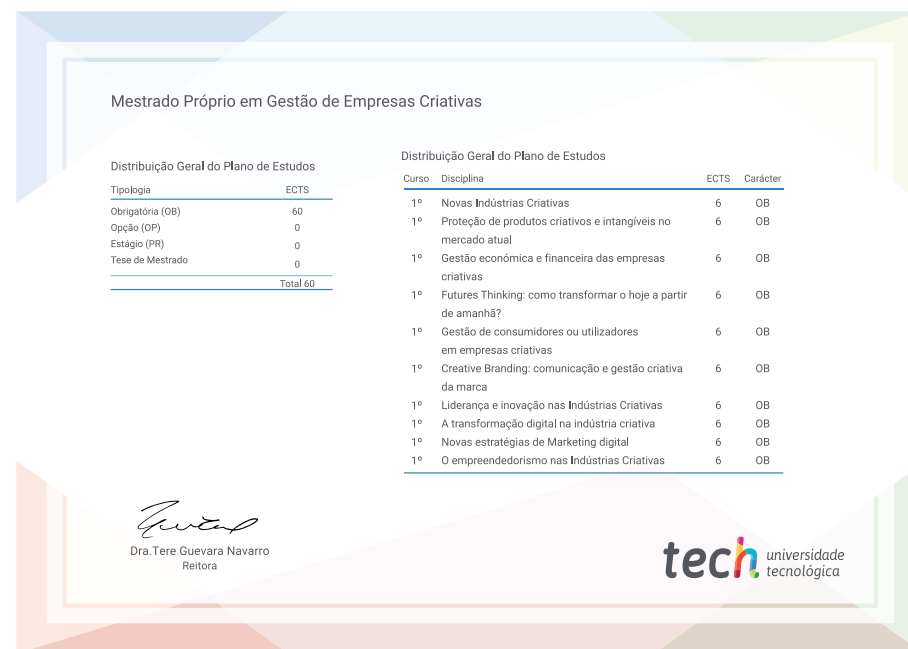 Mestrado Próprio em Gestão de Empresas Criativas
Distribuição Geral do Plano de Estudos
Tipologia ECTS
Obrigatória (OB) 60
Opção (OP) 0
Estágio (PR) 0
Tese de Mestrado 0
Total 60
Distribuição Geral do Plano de Estudos
Curso Disciplina ECTS Carácter
1º Novas Indústrias Criativas 6 OB
1º Proteção de produtos criativos e intangíveis no 6 OB
mercado atual
1º Gestão económica e financeira das empresas 6 OB
criativas
1º Futures Thinking: como transformar o hoje a partir 6 OB
de amanhã?
1º Gestão de consumidores ou utilizadores 6 OB
em empresas criativas
1º Creative Branding: comunicação e gestão criativa 6 OB
da marca
1º Liderança e inovação nas Indústrias Criativas 6 OB
1º A transformação digital na indústria criativa 6 OB
1º Novas estratégias de Marketing digital 6 OB
1º O empreendedorismo nas Indústrias Criativas 6 OB
Dra.Tere Guevara Navarro
Reitora
tech universidade
tecnológica